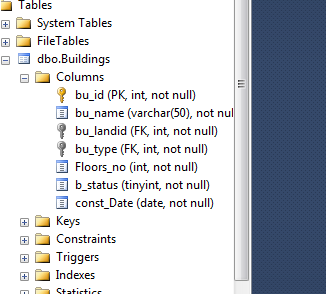 Tables
System Tables
FileTables
dbo.Buildings
Columns
bu_id (PK, int, not null)
bu_name (varchar(50), not nul
bu_landid (FK, int, not null)
bu_type (FK, int, not null)
Floors_no (int, not null)
b_status (tinyint, not null)
const_Date (date, not null)
Keys
Constraints
Triggers
Indexes
Statistics